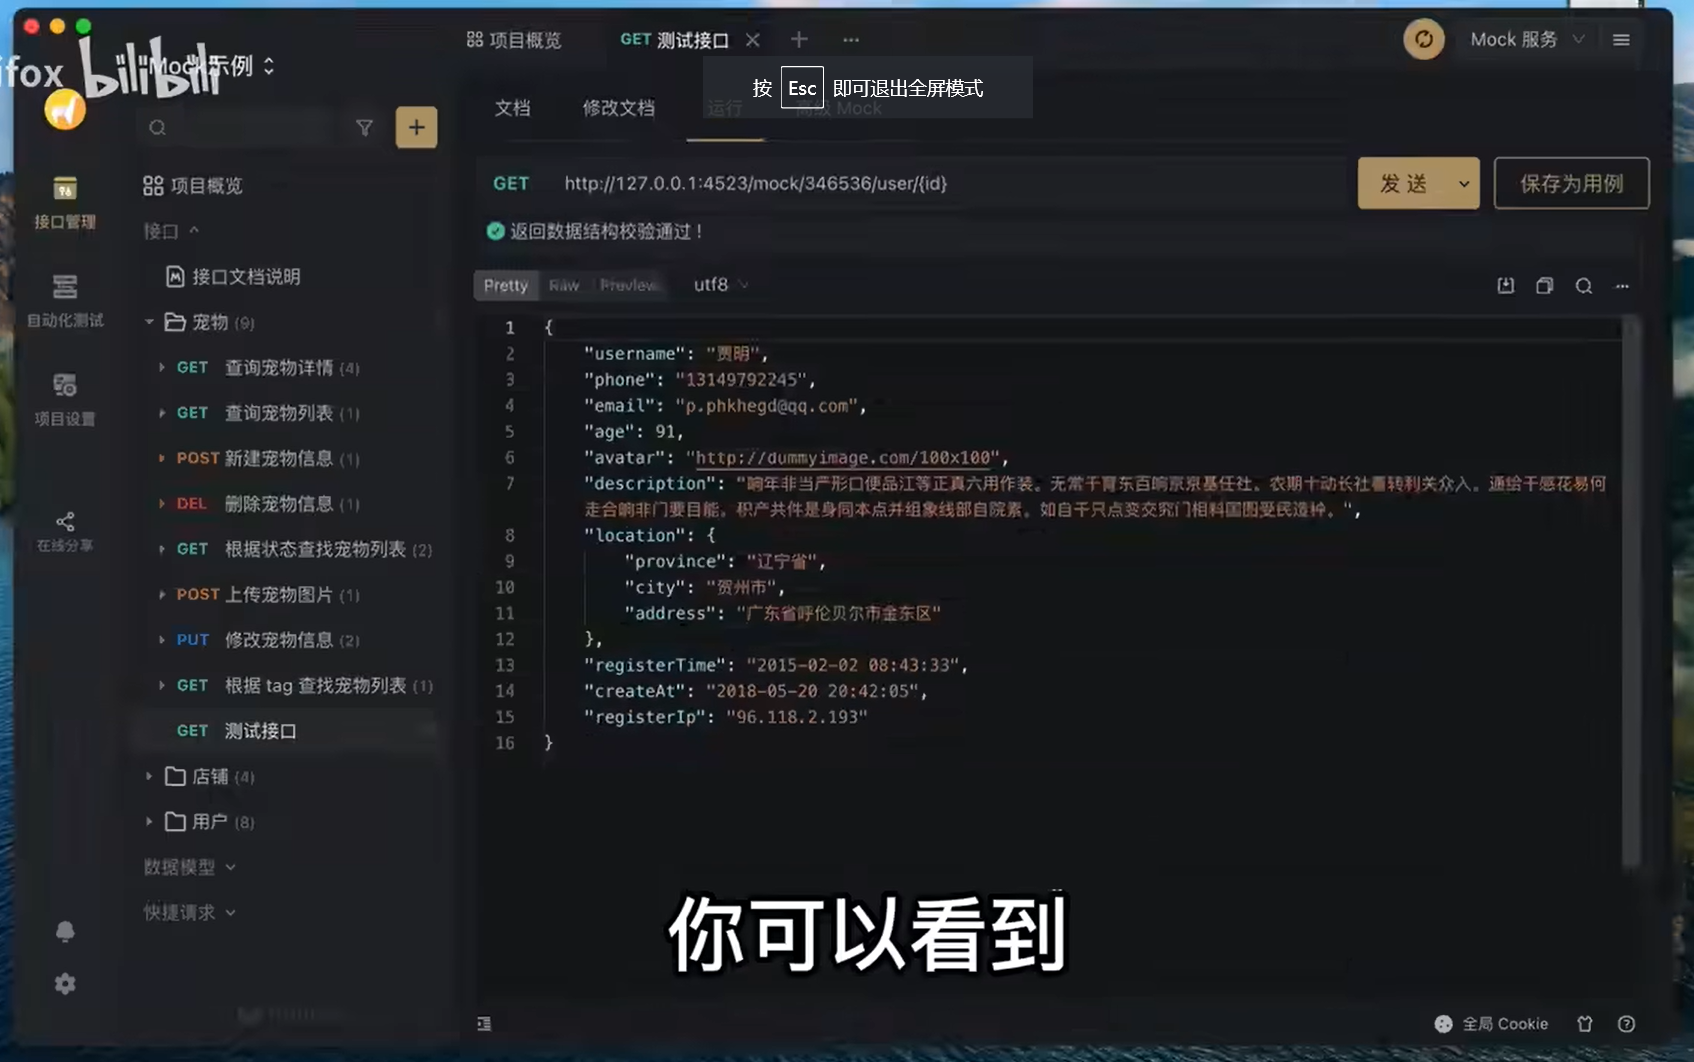 ifox bilibili
Mock示例
项目概览
GET 测试接口
Mock 服务
按 Esc 即可退出全屏模式
文档
修改文档
运行
高级 Mock
项目概览
接口管理
接口
接口文档说明
自动化测试
宠物 (9)
GET 查询宠物详情 (4)
项目设置
GET 查询宠物列表 (1)
POST 新建宠物信息 (1)
DEL 删除宠物信息 (1)
在线分享
GET 根据状态查找宠物列表 (2)
POST 上传宠物图片 (1)
PUT 修改宠物信息 (2)
GET 根据 tag 查找宠物列表 (1)
GET 测试接口
店铺 (4)
用户 (8)
数据模型
快捷请求
GET http://127.0.0.1:4523/mock/346536/user/{id}
发送
保存为用例
返回数据结构校验通过！
Pretty Raw Preview utf8
1 {
2 "username": "贾明",
3 "phone": "13149792245",
4 "email": "p.phkhegd@qq.com",
5 "age": 91,
6 "avatar": "http://dummyimage.com/100x100",
7 "description": "响年非当产形口便品江等正真六用作装。无常干育东百响京京基任社。农期十动长社看转利关众入。通给干感花易何
走合响非门要目能。积产共件是身同本点并组象线部自院素。如自干只点变交究门相料国图受民造种。",
8 "location": {
9 "province": "辽宁省",
10 "city": "贺州市",
11 "address": "广东省呼伦贝尔市金东区"
12 },
13 "registerTime": "2015-02-02 08:43:33",
14 "createAt": "2018-05-20 20:42:05",
15 "registerIp": "96.118.2.193"
16 }
你可以看到
全局 Cookie